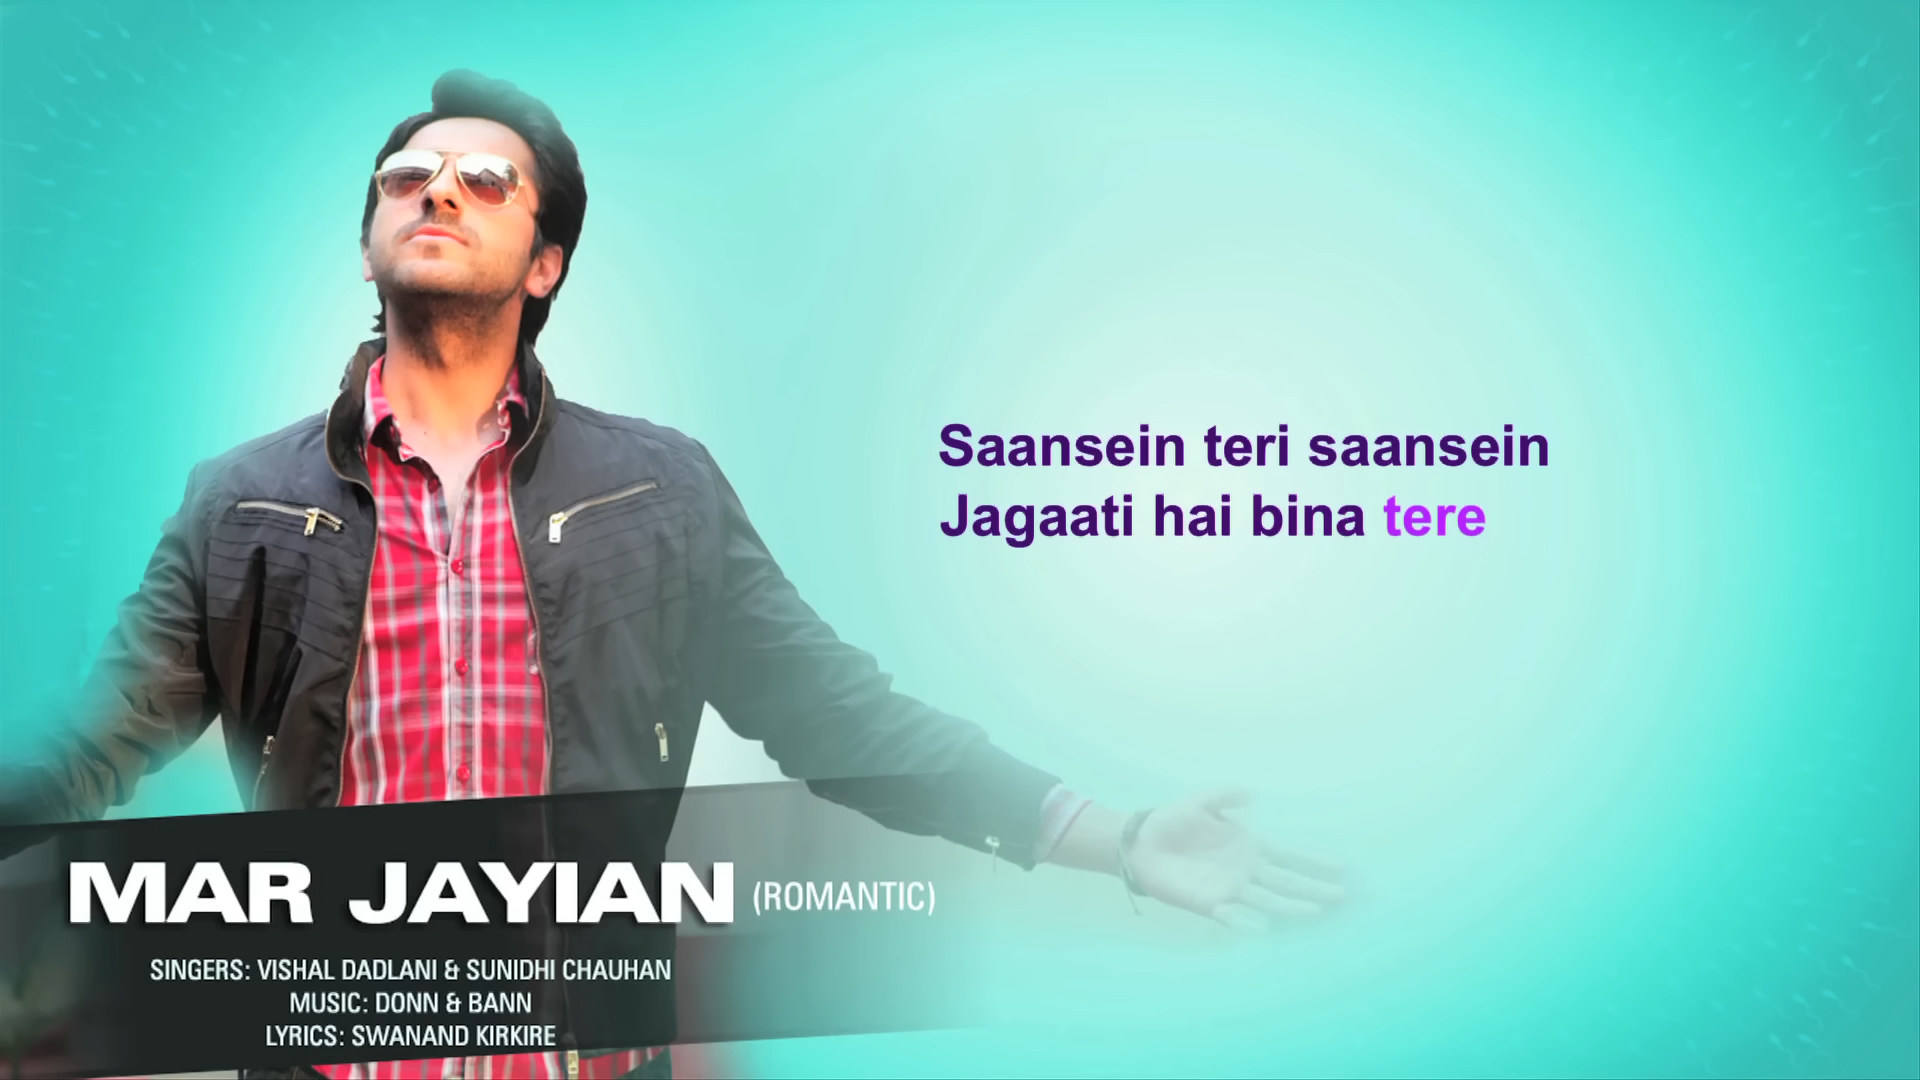 Saansein teri saansein
Jagaati hai bina tere
MAR JAYIAN (ROMANTIC)
SINGERS: VISHAL DADLANI & SUNIDHI CHAUHAN
MUSIC: DONN & BANN
LYRICS: SWANAND KIRKIRE